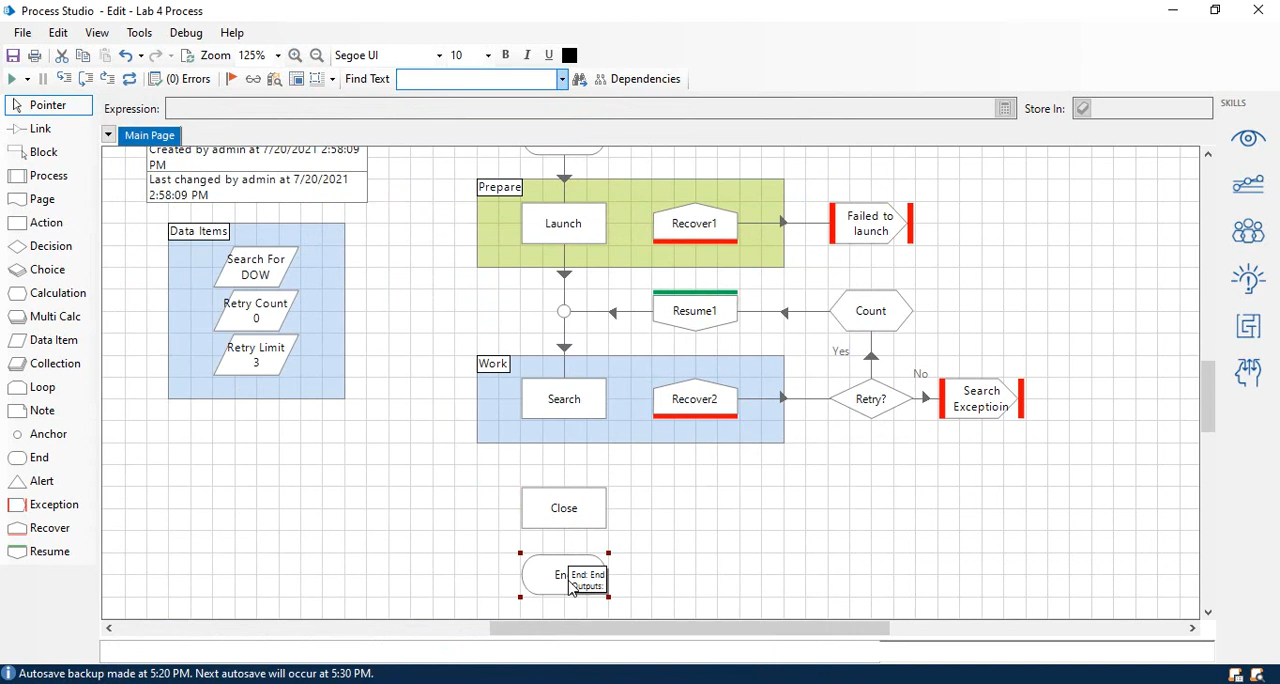 Process Studio - Edit - Lab 4 Process
File Edit View Tools Debug Help
Zoom 125% Segoe UI 10 B I U
(0) Errors Find Text Dependencies
Pointer
Link
Block
Process
Page
Action
Decision
Choice
Calculation
Multi Calc
Data Item
Collection
Loop
Note
Anchor
End
Alert
Exception
Recover
Resume
Expression: Store In:
SKILLS
Main Page
Created by admin at 7/20/2021 2:58:09
PM
Last changed by admin at 7/20/2021
2:58:09 PM
Data Items
Search For
DOW
Retry Count
0
Retry Limit
3
Prepare
Launch
Recover1
Failed to
launch
Resume1
Count
Yes
No
Work
Search
Recover2
Retry?
Search
Exceptioin
Close
En
End: End
Outputs:
Autosave backup made at 5:20 PM. Next autosave will occur at 5:30 PM.